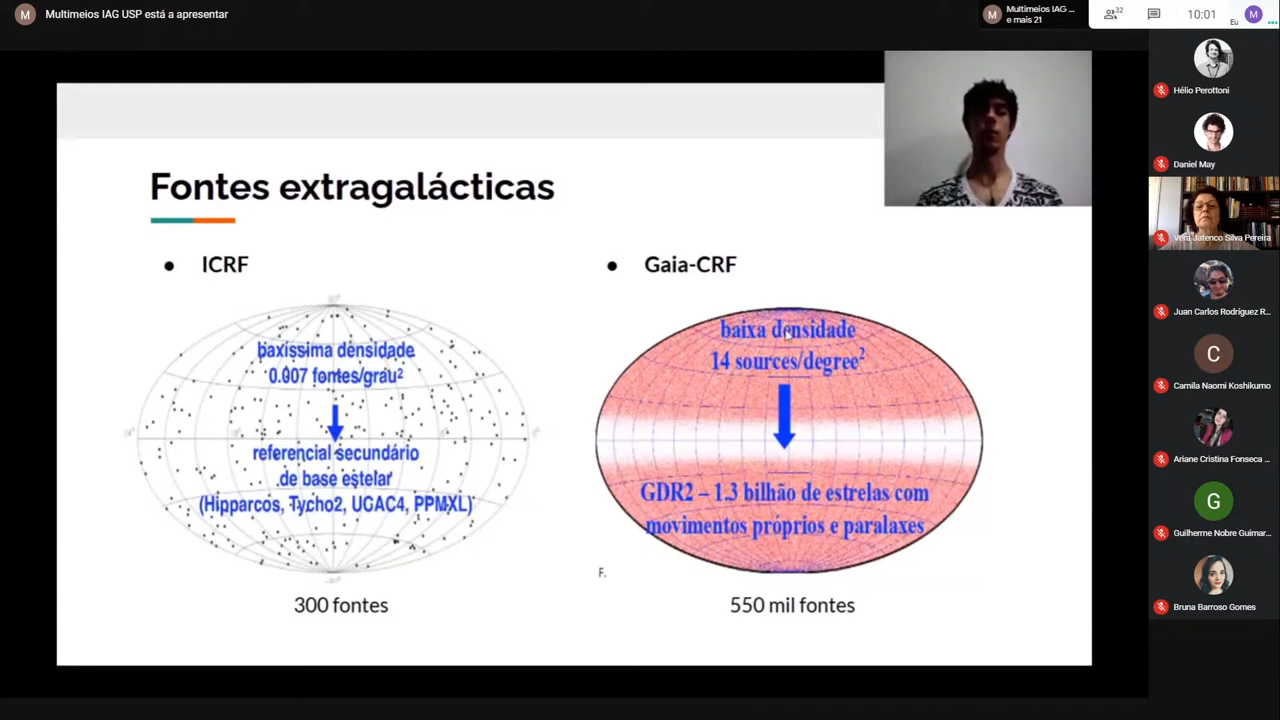 M
Multimeios IAG USP está a apresentar
M
Multimeios IAG ...
e mais 21
32
10:01
Eu
M
Fontes extragalácticas
ICRF
baxíssima densidade
0.007 fontes/grau²
referencial secundário
de base estelar
(Hipparcos, Tycho2, UGAC4, PPMXL)
300 fontes
Gaia-CRF
baixa densidade
14 sources/degree²
GDR2 – 1.3 bilhão de estrelas com
movimentos próprios e paralaxes
F.
550 mil fontes
Hélio Perottoni
Daniel May
Vera Jatenco Silva Pereira
Juan Carlos Rodríguez R...
C
Camila Naomi Koshikumo
Ariane Cristina Fonseca ...
G
Guilherme Nobre Guimar...
Bruna Barroso Gomes